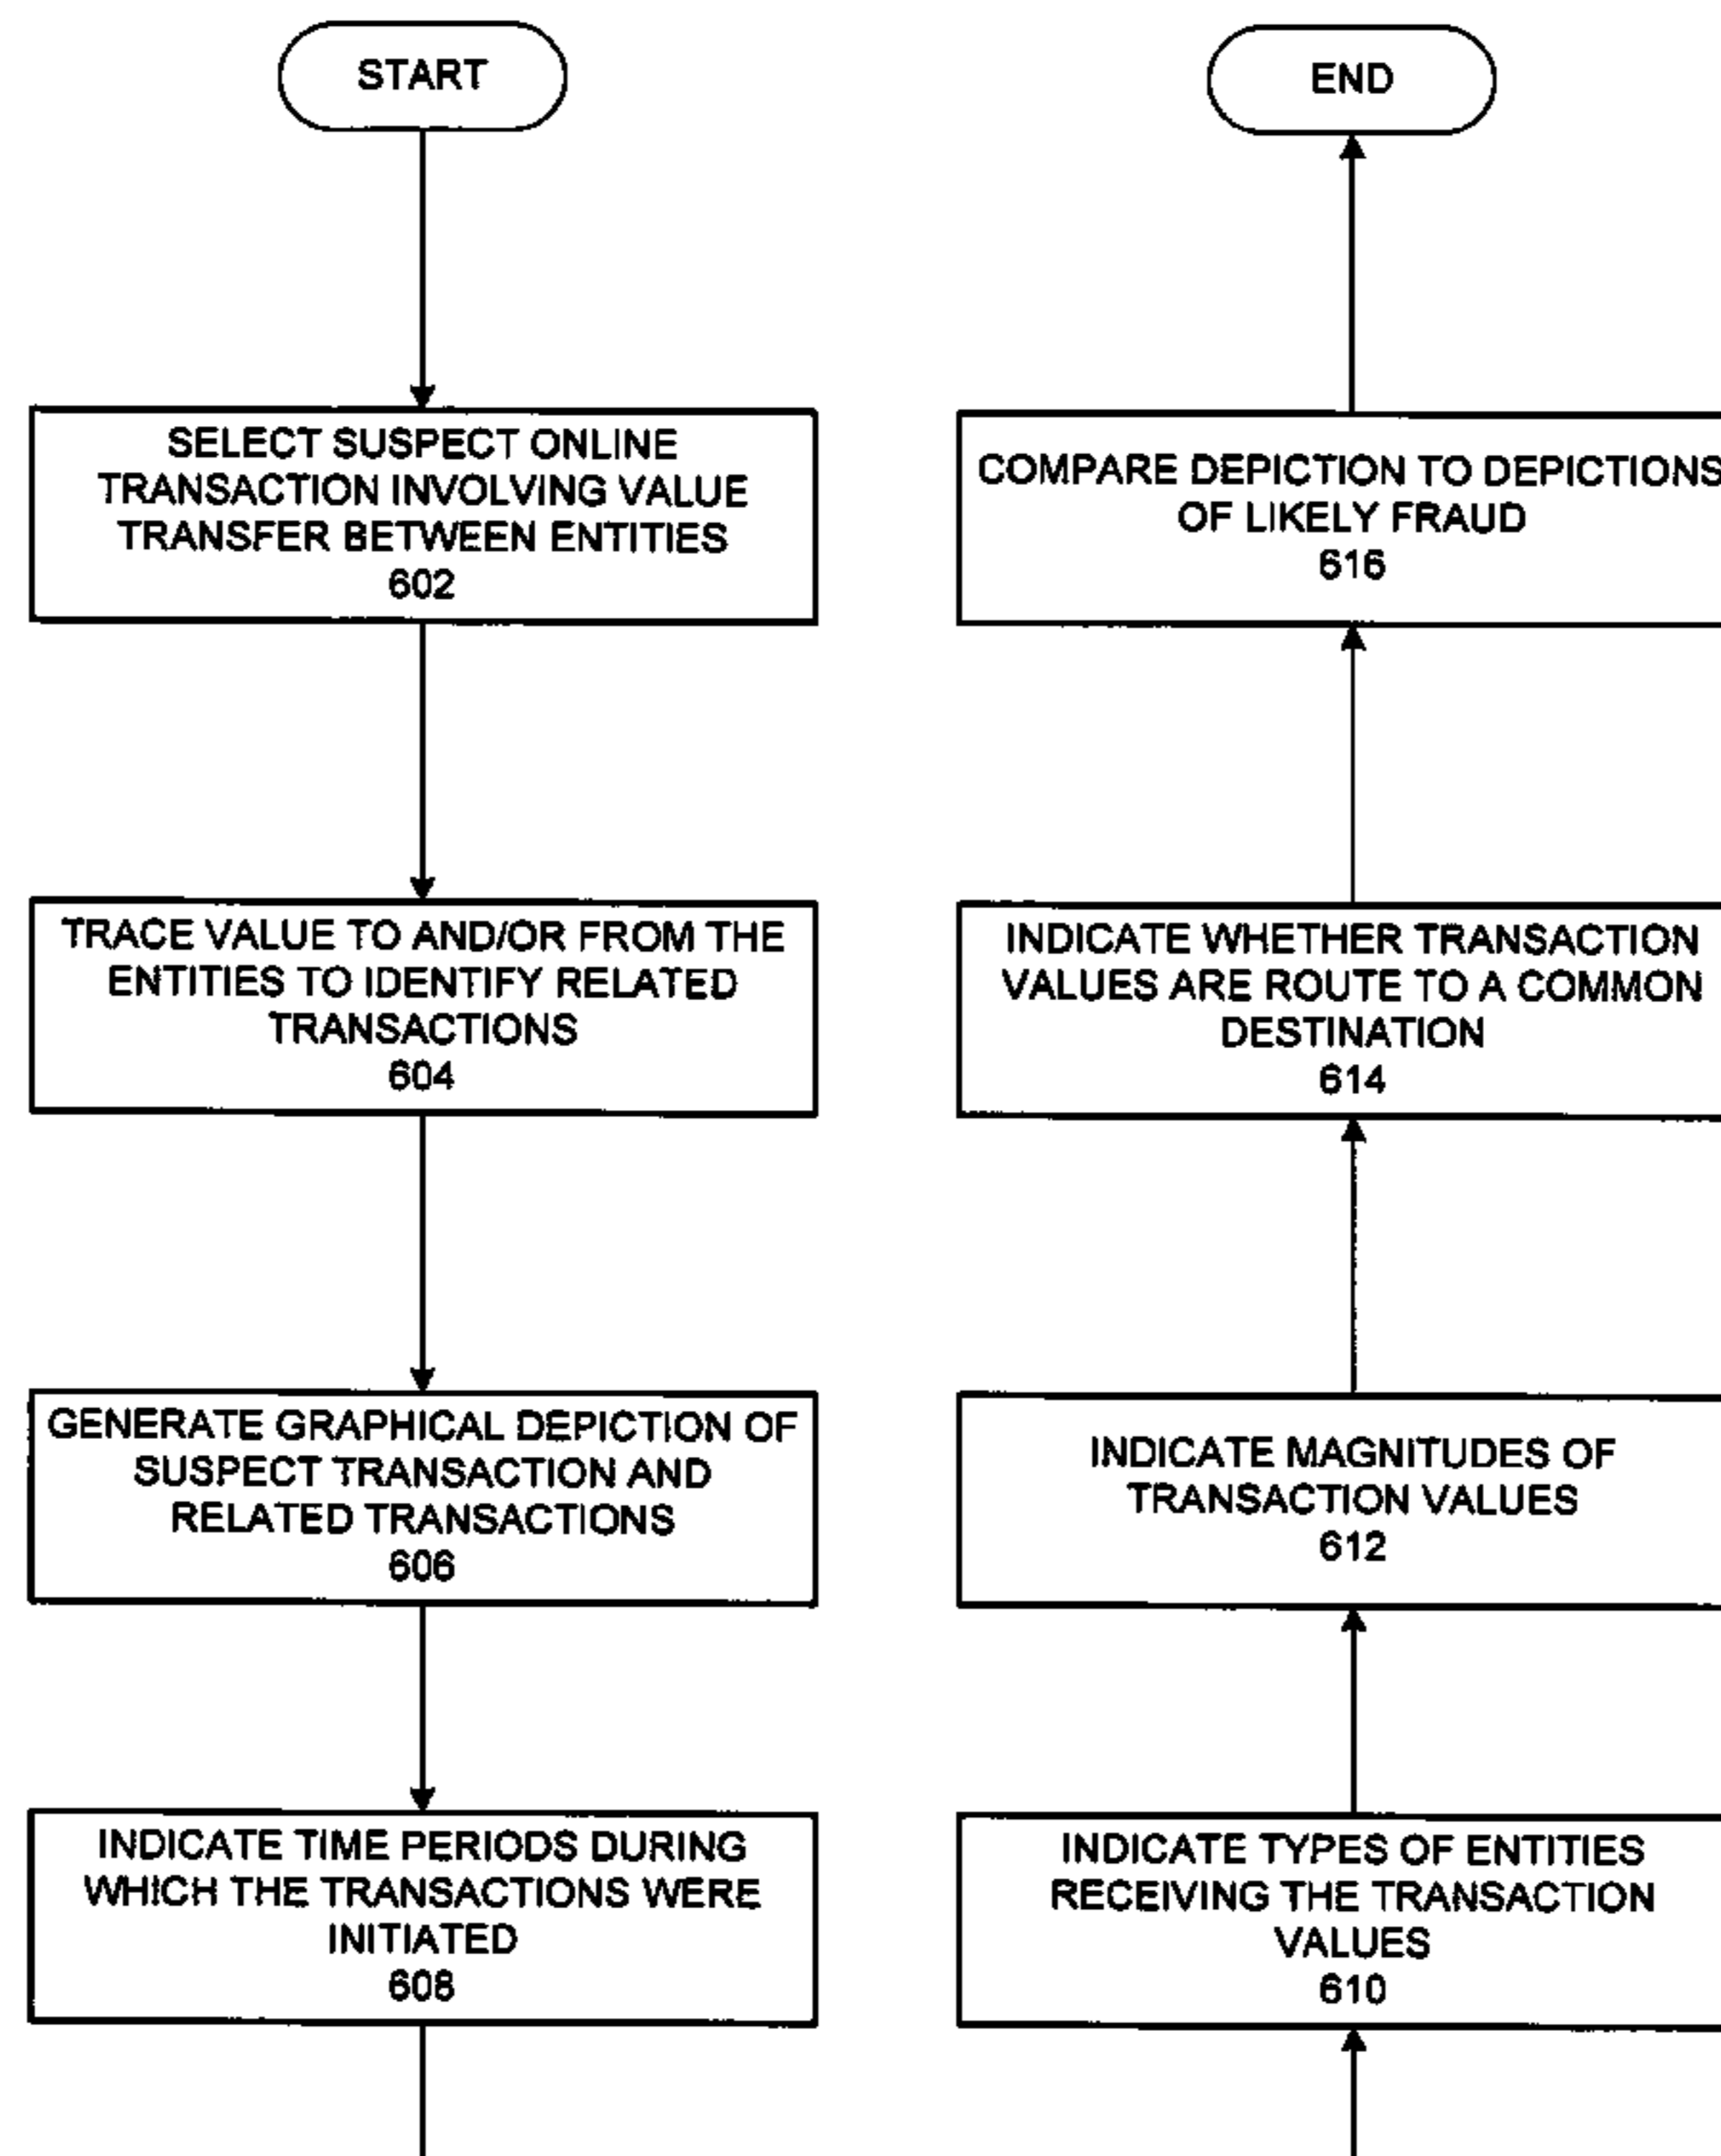 START
SELECT SUSPECT ONLINE
TRANSACTION INVOLVING VALUE
TRANSFER BETWEEN ENTITIES
602
TRACE VALUE TO AND/OR FROM THE
ENTITIES TO IDENTIFY RELATED
TRANSACTIONS
604
GENERATE GRAPHICAL DEPICTION OF
SUSPECT TRANSACTION AND
RELATED TRANSACTIONS
606
INDICATE TIME PERIODS DURING
WHICH THE TRANSACTIONS WERE
INITIATED
608
END
COMPARE DEPICTION TO DEPICTIONS
OF LIKELY FRAUD
616
INDICATE WHETHER TRANSACTION
VALUES ARE ROUTE TO A COMMON
DESTINATION
614
INDICATE MAGNITUDES OF
TRANSACTION VALUES
612
INDICATE TYPES OF ENTITIES
RECEIVING THE TRANSACTION
VALUES
610